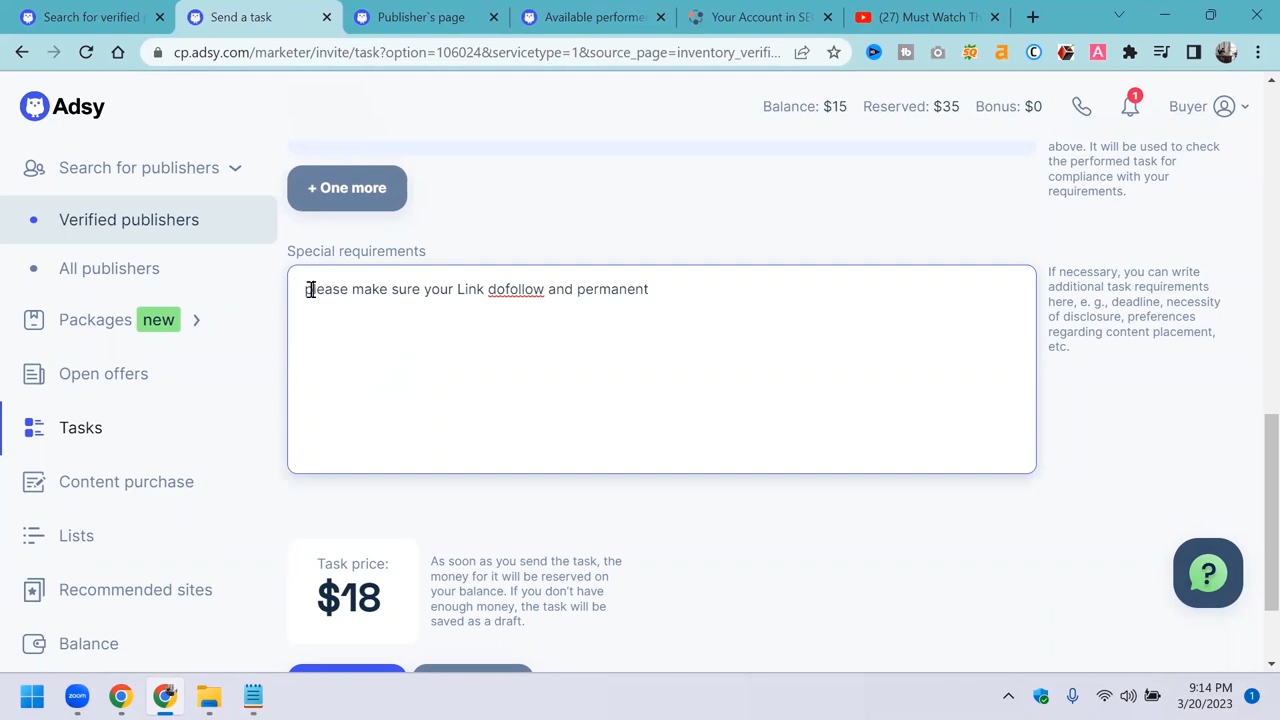 Search for verified p
Send a task
Publisher`s page
Available performe
Your Account in SE
(27) Must Watch Th
cp.adsy.com/marketer/invite/task?option=106024&servicetype=1&source_page=inventory_verifi...
Adsy
Balance: $15 Reserved: $35 Bonus: $0
1
Buyer
Search for publishers
Verified publishers
All publishers
Packages new
Open offers
Tasks
Content purchase
Lists
Recommended sites
Balance
above. It will be used to check
the performed task for
compliance with your
requirements.
+ One more
Special requirements
please make sure your Link dofollow and permanent
If necessary, you can write
additional task requirements
here, e. g., deadline, necessity
of disclosure, preferences
regarding content placement,
etc.
Task price:
$18
As soon as you send the task, the
money for it will be reserved on
your balance. If you don't have
enough money, the task will be
saved as a draft.
?
zoom
9:14 PM
3/20/2023
1